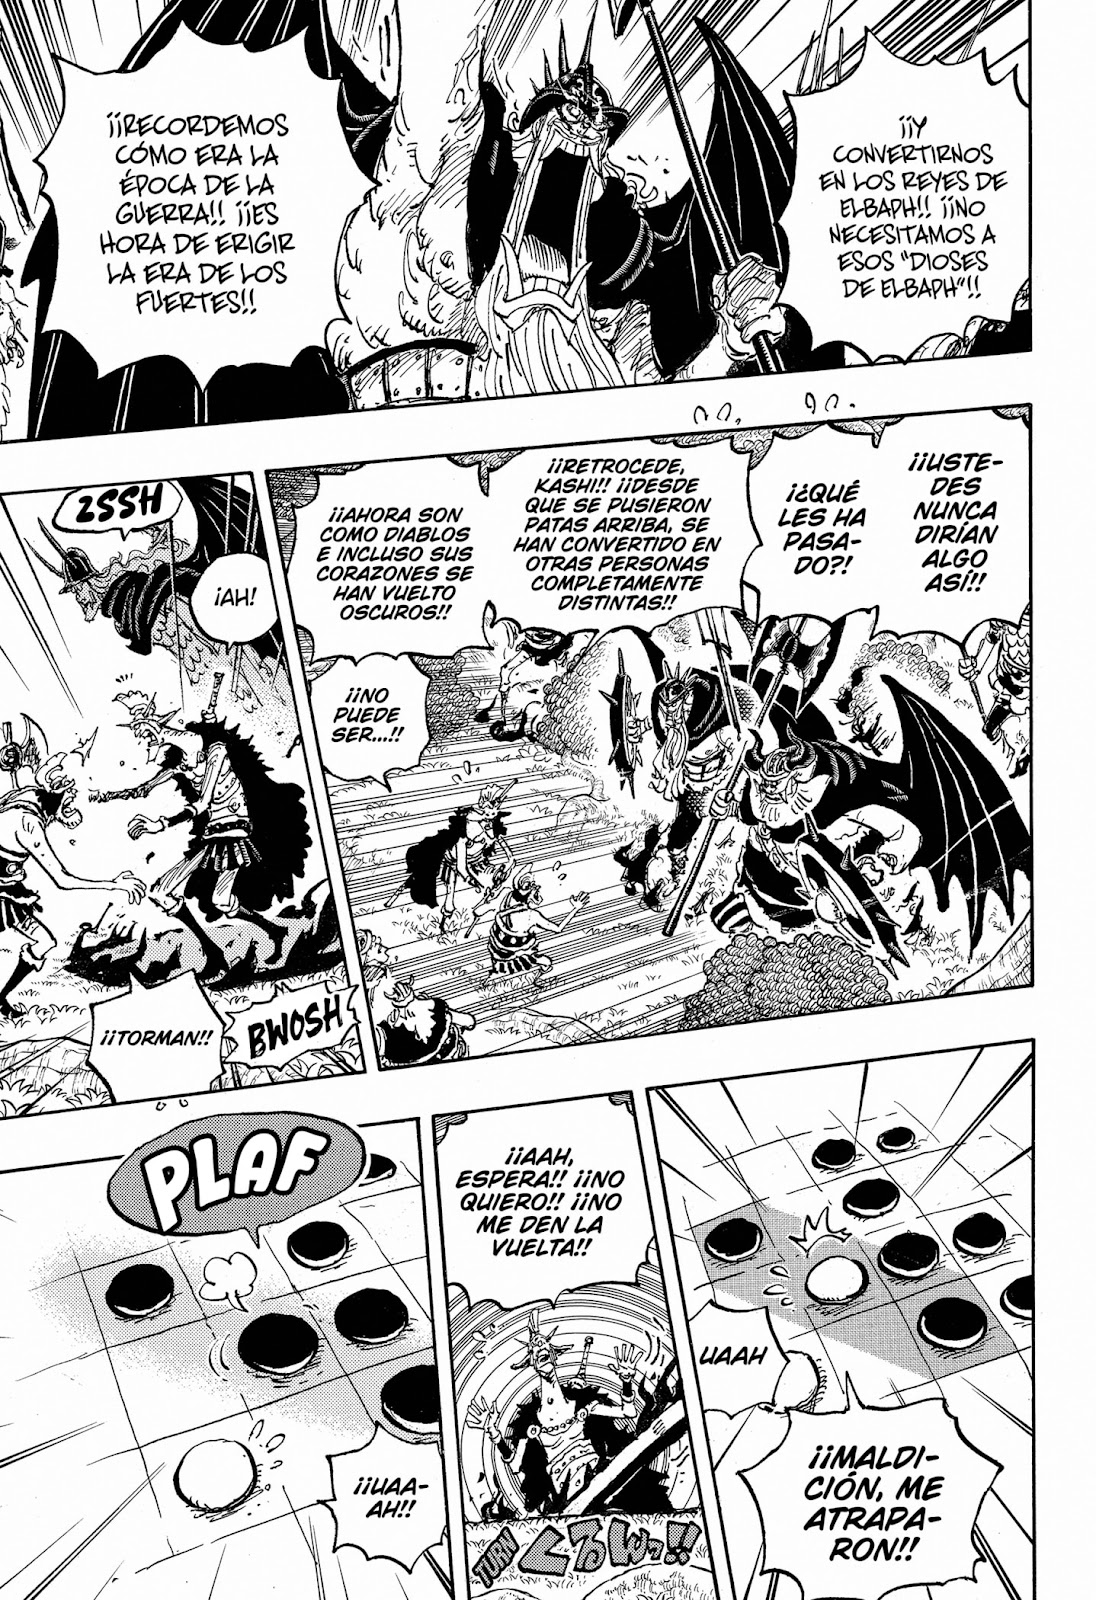 ¡¡Y
CONVERTIRNOS
EN LOS REYES DE
ELBAPH!! ¡¡NO
NECESITAMOS A
ESOS "DIOSES
DE ELBAPH"!!
¡¡RECORDEMOS
CÓMO ERA LA
ÉPOCA DE LA
GUERRA!! ¡¡ES
HORA DE ERIGIR
LA ERA DE LOS
FUERTES!!
¡¡USTE-
DES
NUNCA
DIRÍAN
ALGO
ASÍ!!
¡¿QUÉ
LES HA
PASA-
DO?!
¡¡RETROCEDE,
KASHI!! ¡¡DESDE
QUE SE PUSIERON
PATAS ARRIBA, SE
HAN CONVERTIDO EN
OTRAS PERSONAS
COMPLETAMENTE
DISTINTAS!!
¡¡AHORA SON
COMO DIABLOS
E INCLUSO SUS
CORAZONES SE
HAN VUELTO
OSCUROS!!
¡¡NO
PUEDE
SER...!!
ZSSH
¡AH!
¡¡TORMAN!!
BWOSH
UAAH
¡¡MALDI-
CIÓN, ME
ATRAPA-
RON!!
¡¡AAH,
ESPERA!! ¡¡NO
QUIERO!! ¡¡NO
ME DEN LA
VUELTA!!
TURN
くるんっ!!
PLAF
¡¡UAA-
AH!!